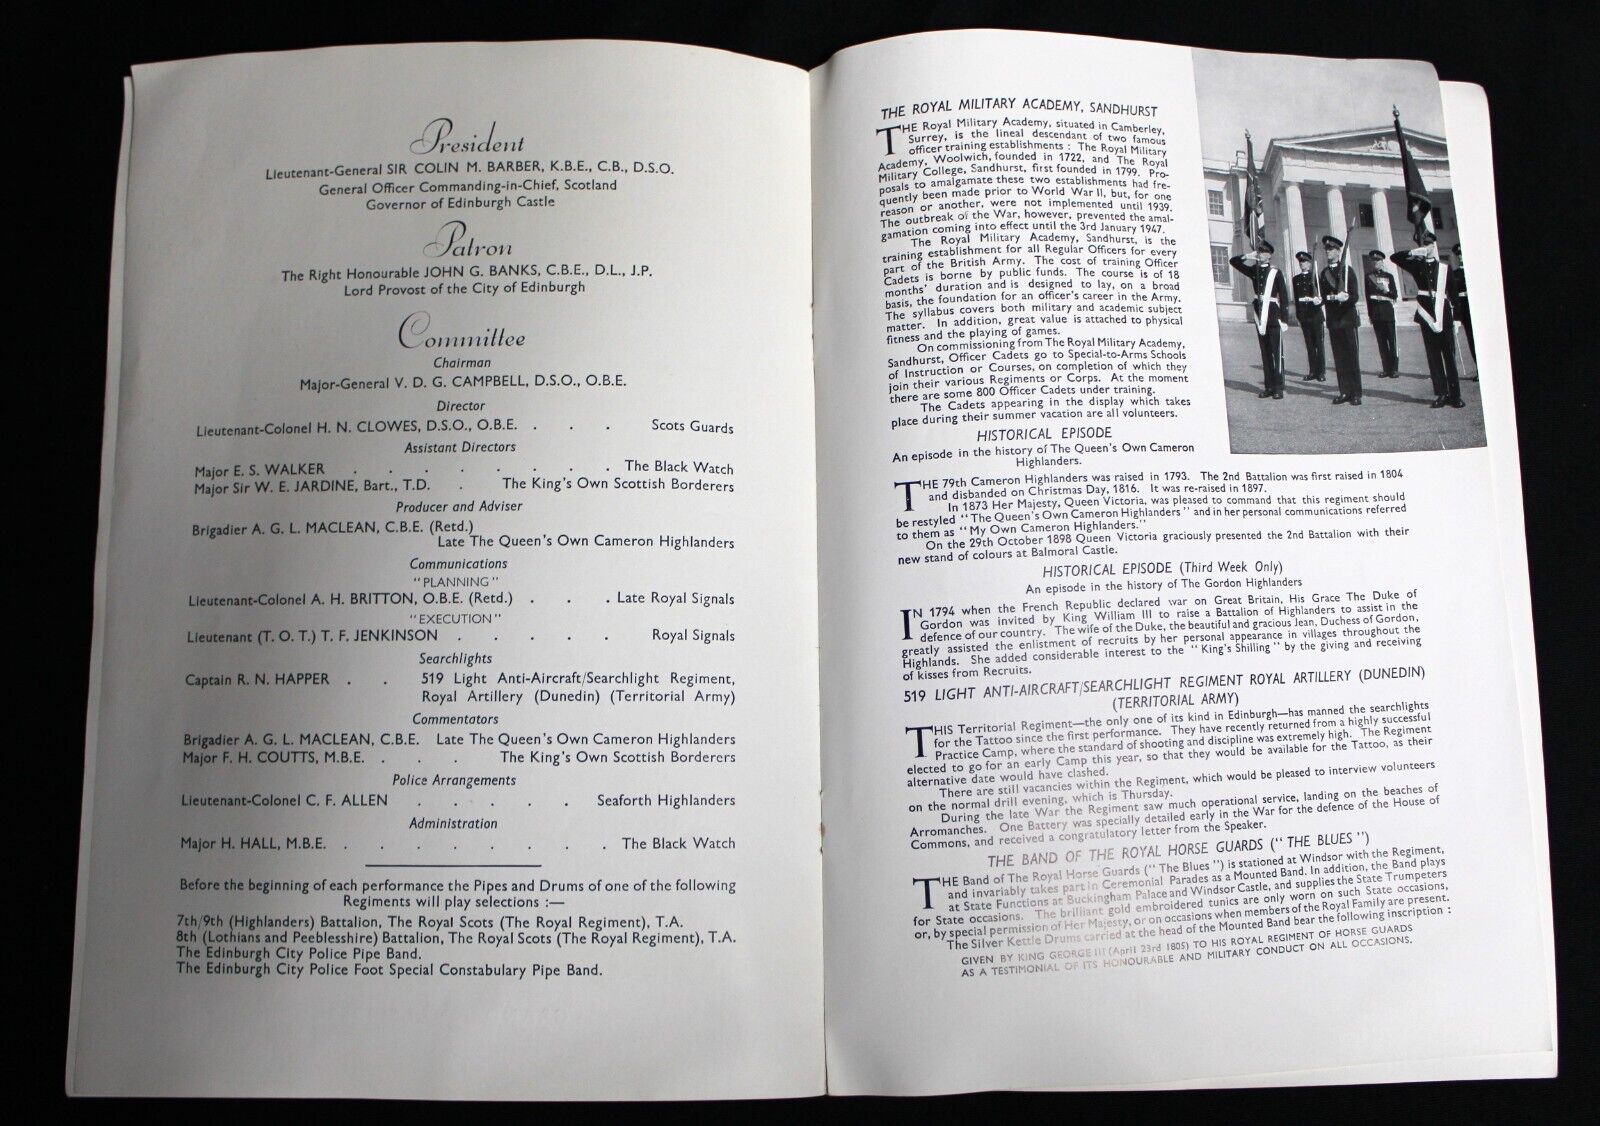 President
Lieutenant-General SIR COLIN M. BARBER, K.B.E., C.B., D.S.O.
General Officer Commanding-in-Chief, Scotland
Governor of Edinburgh Castle
Patron
The Right Honourable JOHN G. BANKS, C.B.E., D.L., J.P.
Lord Provost of the City of Edinburgh
Committee
Chairman
Major-General V. D. G. CAMPBELL, D.S.O., O.B.E.
Director
Lieutenant-Colonel H. N. CLOWES, D.S.O., O.B.E. . . . Scots Guards
Assistant Directors
Major E. S. WALKER . . . . . . . The Black Watch
Major Sir W. E. JARDINE, Bart., T.D. . The King's Own Scottish Borderers
Producer and Adviser
Brigadier A. G. L. MACLEAN, C.B.E. (Retd.)
Late The Queen's Own Cameron Highlanders
Communications
"PLANNING"
Lieutenant-Colonel A. H. BRITTON, O.B.E. (Retd.) . . . Late Royal Signals
"EXECUTION"
Lieutenant (T. O. T.) T. F. JENKINSON . . . . . Royal Signals
Searchlights
Captain R. N. HAPPER . . 519 Light Anti-Aircraft/Searchlight Regiment,
Royal Artillery (Dunedin) (Territorial Army)
Commentators
Brigadier A. G. L. MACLEAN, C.B.E. Late The Queen's Own Cameron Highlanders
Major F. H. COUTTS, M.B.E. . . . The King's Own Scottish Borderers
Police Arrangements
Lieutenant-Colonel C. F. ALLEN . . . . . Seaforth Highlanders
Administration
Major H. HALL, M.B.E. . . . . . . . The Black Watch
Before the beginning of each performance the Pipes and Drums of one of the following
Regiments will play selections :—
7th/9th (Highlanders) Battalion, The Royal Scots (The Royal Regiment), T.A.
8th (Lothians and Peeblesshire) Battalion, The Royal Scots (The Royal Regiment), T.A.
The Edinburgh City Police Pipe Band.
The Edinburgh City Police Foot Special Constabulary Pipe Band.
THE ROYAL MILITARY ACADEMY, SANDHURST
THE Royal Military Academy, situated in Camberley,
Surrey, is the lineal descendant of two famous
officer training establishments : The Royal Military
Academy, Woolwich, founded in 1722, and The Royal
Military College, Sandhurst, first founded in 1799. Pro-
posals to amalgamate these two establishments had fre-
quently been made prior to World War II, but, for one
reason or another, were not implemented until 1939.
The outbreak of the War, however, prevented the amal-
gamation coming into effect until the 3rd January 1947.
The Royal Military Academy, Sandhurst, is the
training establishment for all Regular Officers for every
part of the British Army. The cost of training Officer
Cadets is borne by public funds. The course is of 18
months' duration and is designed to lay, on a broad
basis, the foundation for an officer's career in the Army.
The syllabus covers both military and academic subject
matter. In addition, great value is attached to physical
fitness and the playing of games.
On commissioning from The Royal Military Academy,
Sandhurst, Officer Cadets go to Special-to-Arms Schools
of Instruction or Courses, on completion of which they
join their various Regiments or Corps. At the moment
there are some 800 Officer Cadets under training.
The Cadets appearing in the display which takes
place during their summer vacation are all volunteers.
HISTORICAL EPISODE
An episode in the history of The Queen's Own Cameron
Highlanders.
THE 79th Cameron Highlanders was raised in 1793. The 2nd Battalion was first raised in 1804
and disbanded on Christmas Day, 1816. It was re-raised in 1897.
In 1873 Her Majesty, Queen Victoria, was pleased to command that this regiment should
be restyled "The Queen's Own Cameron Highlanders" and in her personal communications referred
to them as "My Own Cameron Highlanders."
On the 29th October 1898 Queen Victoria graciously presented the 2nd Battalion with their
new stand of colours at Balmoral Castle.
HISTORICAL EPISODE (Third Week Only)
An episode in the history of The Gordon Highlanders
IN 1794 when the French Republic declared war on Great Britain, His Grace The Duke of
Gordon was invited by King William III to raise a Battalion of Highlanders to assist in the
defence of our country. The wife of the Duke, the beautiful and gracious Jean, Duchess of Gordon,
greatly assisted the enlistment of recruits by her personal appearance in villages throughout the
Highlands. She added considerable interest to the "King's Shilling" by the giving and receiving
of kisses from Recruits.
519 LIGHT ANTI-AIRCRAFT/SEARCHLIGHT REGIMENT ROYAL ARTILLERY (DUNEDIN)
(TERRITORIAL ARMY)
THIS Territorial Regiment—the only one of its kind in Edinburgh—has manned the searchlights
for the Tattoo since the first performance. They have recently returned from a highly successful
Practice Camp, where the standard of shooting and discipline was extremely high. The Regiment
elected to go for an early Camp this year, so that they would be available for the Tattoo, as their
alternative date would have clashed.
There are still vacancies within the Regiment, which would be pleased to interview volunteers
on the normal drill evening, which is Thursday.
During the late War the Regiment saw much operational service, landing on the beaches of
Arromanches. One Battery was specially detailed early in the War for the defence of the House of
Commons, and received a congratulatory letter from the Speaker.
THE BAND OF THE ROYAL HORSE GUARDS ("THE BLUES")
THE Band of The Royal Horse Guards ("The Blues") is stationed at Windsor with the Regiment,
and invariably takes part in Ceremonial Parades as a Mounted Band. In addition, the Band plays
at State Functions at Buckingham Palace and Windsor Castle, and supplies the State Trumpeters
for State occasions. The brilliant gold embroidered tunics are only worn on such State occasions,
or, by special permission of Her Majesty, or on occasions when members of the Royal Family are present.
The Silver Kettle Drums carried at the head of the Mounted Band bear the following inscription :
GIVEN BY KING GEORGE III (April 23rd 1805) TO HIS ROYAL REGIMENT OF HORSE GUARDS
AS A TESTIMONIAL OF ITS HONOURABLE AND MILITARY CONDUCT ON ALL OCCASIONS.